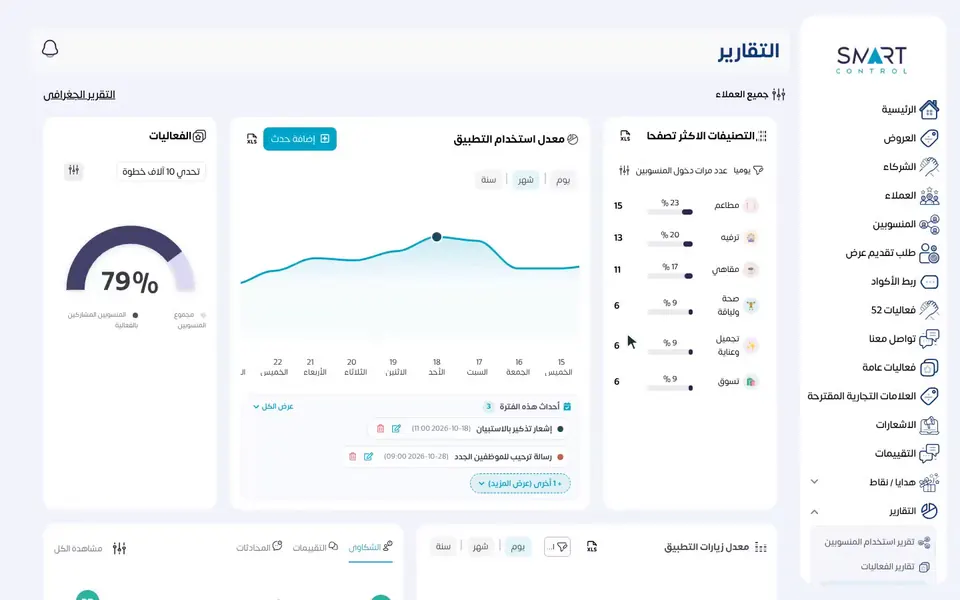 SMART
CONTROL
الرئيسية
العروض
الشركاء
العملاء
المنسوبين
طلب تقديم عرض
ربط الأكواد
فعاليات 52
تواصل معنا
فعاليات عامة
العلامات التجارية المقترحة
الاشعارات
التقييمات
هدايا / نقاط
التقارير
تقرير استخدام المنسوبين
تقارير الفعاليات
التقارير
جميع العملاء
التقرير الجغرافي
التصنيفات الاكثر تصفحا
XLS
يوميا
عدد مرات دخول المنسوبين
مطاعم 23 % 15
ترفيه 20 % 13
مقاهي 17 % 11
صحة ولياقة 9 % 6
تجميل وعناية 9 % 6
تسوق 9 % 6
معدل استخدام التطبيق
إضافة حدث
XLS
يوم | شهر | سنة
15 16 17 18 19 20 21 22
الخميس الجمعة السبت الأحد الاثنين الثلاثاء الأربعاء الخميس
أحداث هذه الفترة 3
عرض الكل
إشعار تذكير بالاستبيان (2026-10-18 11:00)
رسالة ترحيب للموظفين الجدد (2026-10-28 09:00)
+ 1 أخرى (عرض المزيد)
الفعاليات
تحدي 10 آلاف خطوة
79%
مجموع المنسوبين
المنسوبين المشاركين بالفعالية
معدل زيارات التطبيق
XLS
ا...
يوم | شهر | سنة
الشكاوى
التقييمات
المحادثات
مشاهدة الكل